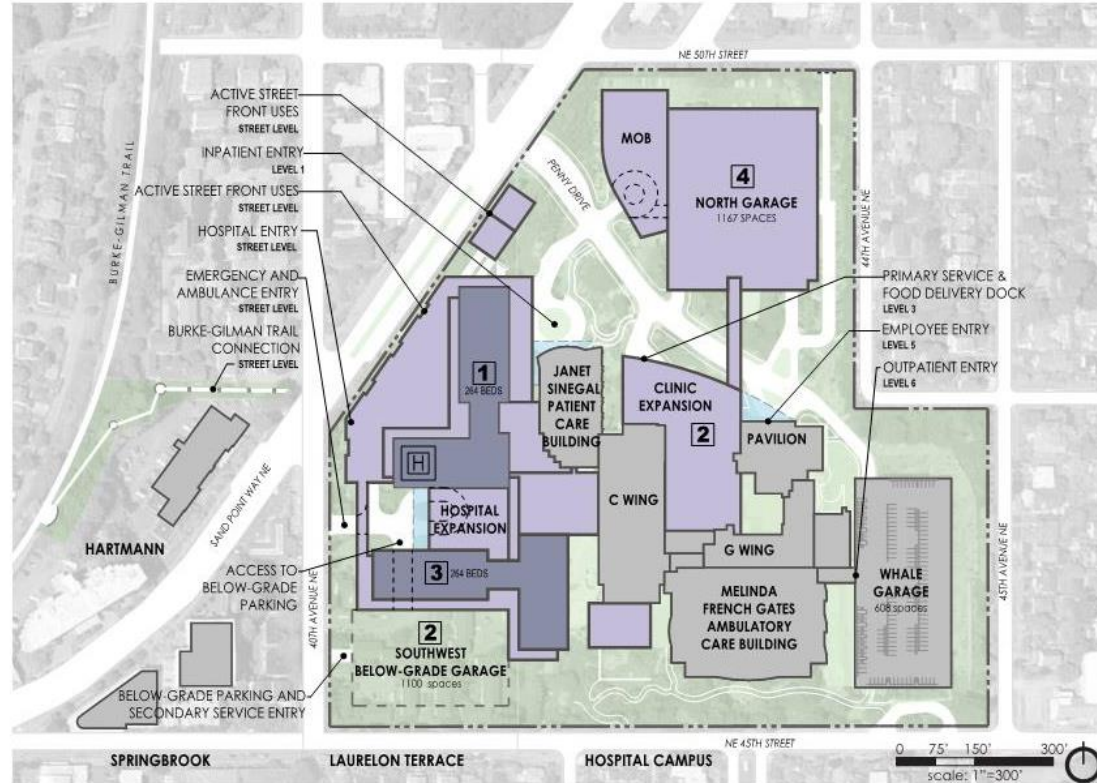 NE 50TH STREET
ACTIVE STREET
FRONT USES
STREET LEVEL
INPATIENT ENTRY
LEVEL 1
ACTIVE STREET FRONT USES
STREET LEVEL
HOSPITAL ENTRY
STREET LEVEL
EMERGENCY AND
AMBULANCE ENTRY
STREET LEVEL
BURKE-GILMAN TRAIL
CONNECTION
STREET LEVEL
BURKE-GILMAN TRAIL
HARTMANN
SAND POINT WAY NE
40TH AVENUE NE
ACCESS TO
BELOW-GRADE
PARKING
BELOW-GRADE PARKING AND
SECONDARY SERVICE ENTRY
PENNY DRIVE
MOB
4
NORTH GARAGE
1167 SPACES
44TH AVENUE NE
PRIMARY SERVICE &
FOOD DELIVERY DOCK
LEVEL 3
EMPLOYEE ENTRY
LEVEL 5
OUTPATIENT ENTRY
LEVEL 6
1
264 BEDS
JANET
SINEGAL
PATIENT
CARE
BUILDING
CLINIC
EXPANSION
2
PAVILION
H
HOSPITAL
EXPANSION
C WING
G WING
3
264 BEDS
MELINDA
FRENCH GATES
AMBULATORY
CARE BUILDING
WHALE
GARAGE
608 spaces
45TH AVENUE NE
2
SOUTHWEST
BELOW-GRADE GARAGE
1100 spaces
NE 45TH STREET
SPRINGBROOK
LAURELON TERRACE
HOSPITAL CAMPUS
0 75' 150' 300'
scale: 1"=300'